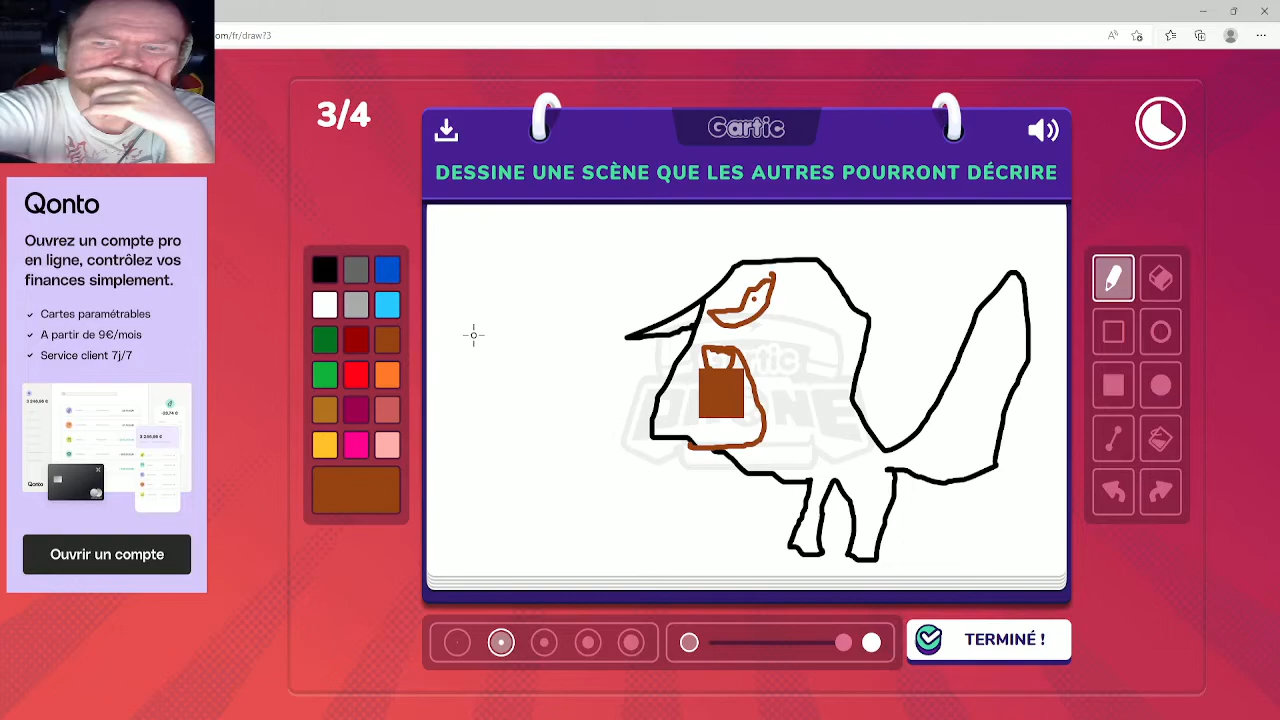 om/fr/draw?3
3/4
Gartic
DESSINE UNE SCÈNE QUE LES AUTRES POURRONT DÉCRIRE
Qonto
Ouvrez un compte pro
en ligne, contrôlez vos
finances simplement.
Cartes paramétrables
A partir de 9€/mois
Service client 7j/7
Ouvrir un compte
TERMINÉ !